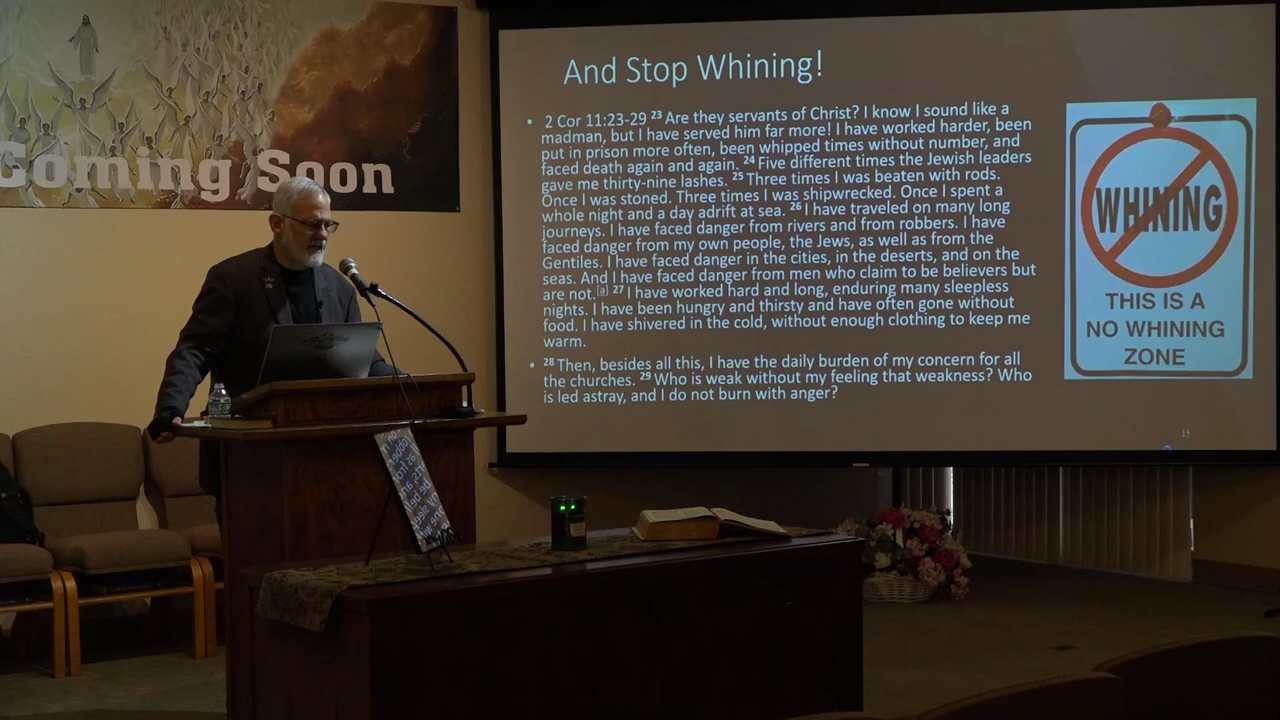 Coming Soon
And Stop Whining!
• 2 Cor 11:23-29 23 Are they servants of Christ? I know I sound like a
madman, but I have served him far more! I have worked harder, been
put in prison more often, been whipped times without number, and
faced death again and again. 24 Five different times the Jewish leaders
gave me thirty-nine lashes. 25 Three times I was beaten with rods.
Once I was stoned. Three times I was shipwrecked. Once I spent a
whole night and a day adrift at sea. 26 I have traveled on many long
journeys. I have faced danger from rivers and from robbers. I have
faced danger from my own people, the Jews, as well as from the
Gentiles. I have faced danger in the cities, in the deserts, and on the
seas. And I have faced danger from men who claim to be believers but
are not.[a] 27 I have worked hard and long, enduring many sleepless
nights. I have been hungry and thirsty and have often gone without
food. I have shivered in the cold, without enough clothing to keep me
warm.
• 28 Then, besides all this, I have the daily burden of my concern for all
the churches. 29 Who is weak without my feeling that weakness? Who
is led astray, and I do not burn with anger?
WHINING
THIS IS A
NO WHINING
ZONE
15